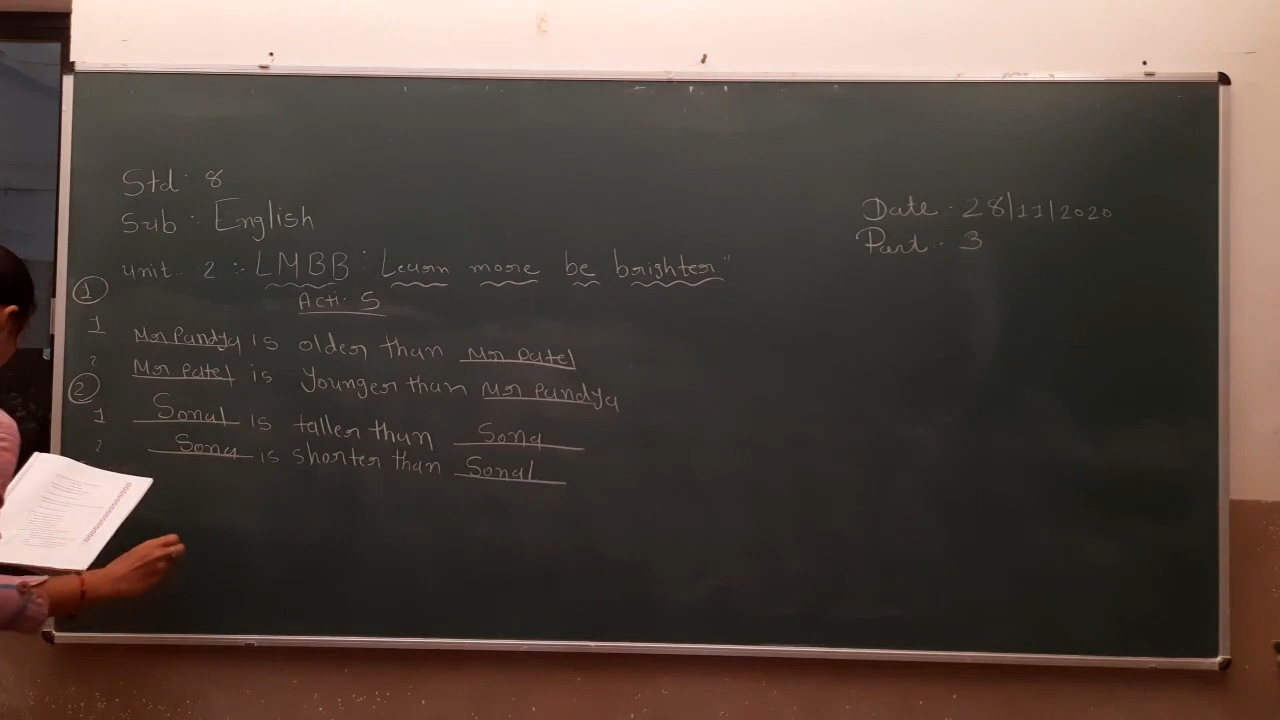 Std: 8
Sub :- English
Date. 28/11/2020
Part.. 3
unit.. 2 :- LMBB: Learn more be brighter"
1
Acti. 5
1 Mr Pandya is older than Mr Patel
2 Mr Patel is Younger than Mr Pandya
2
1 Sonal is taller than Sona
2 Sona is shorter than Sonal